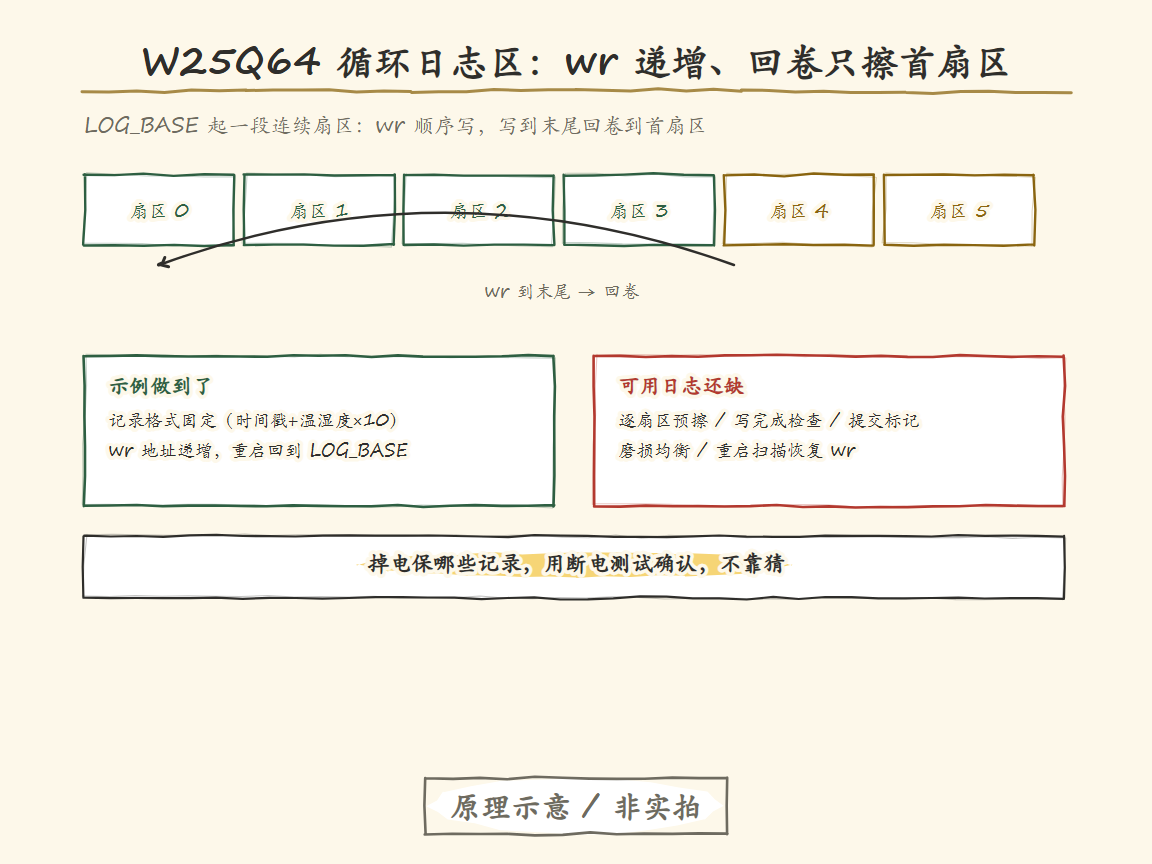 W25Q64 循环日志区：wr 递增、回卷只擦首扇区
LOG_BASE 起一段连续扇区：wr 顺序写，写到末尾回卷到首扇区
扇区 0
扇区 1
扇区 2
扇区 3
扇区 4
扇区 5
wr 到末尾 → 回卷
示例做到了
记录格式固定（时间戳+温湿度×10）
wr 地址递增，重启回到 LOG_BASE
可用日志还缺
逐扇区预擦 / 写完成检查 / 提交标记
磨损均衡 / 重启扫描恢复 wr
掉电保哪些记录，用断电测试确认，不靠猜
原理示意 / 非实拍